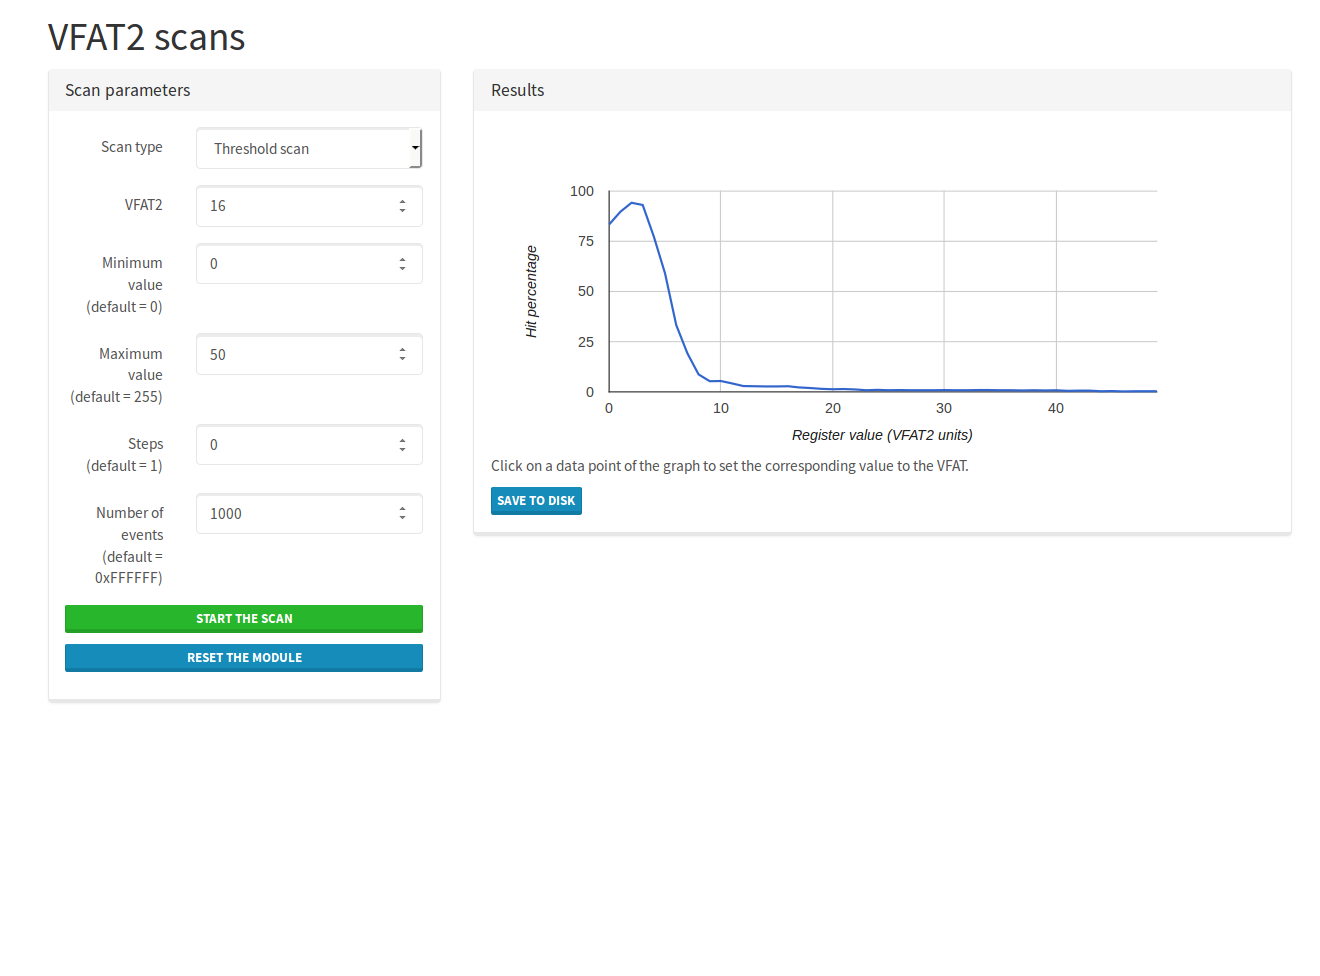 VFAT2 scans
Scan parameters
Scan type
Threshold scan
VFAT2
16
Minimum
value
(default = 0)
0
Maximum
value
(default = 255)
50
Steps
(default = 1)
0
Number of
events
(default =
0xFFFFFF)
1000
START THE SCAN
RESET THE MODULE
Results
100
75
50
25
0
Hit percentage
0 10 20 30 40
Register value (VFAT2 units)
Click on a data point of the graph to set the corresponding value to the VFAT.
SAVE TO DISK